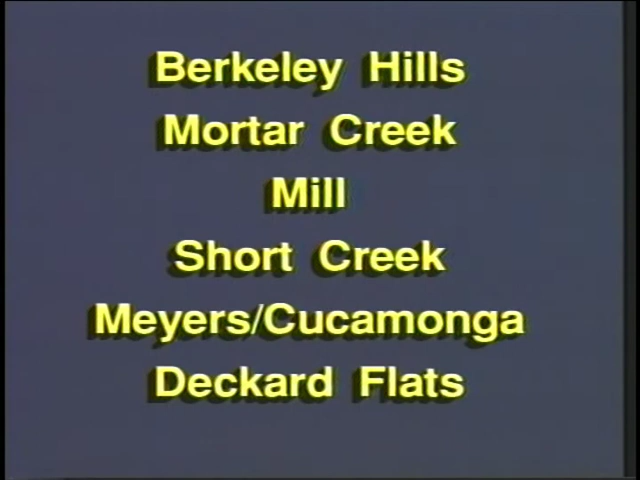 Berkeley Hills
Mortar Creek
Mill
Short Creek
Meyers/Cucamonga
Deckard Flats